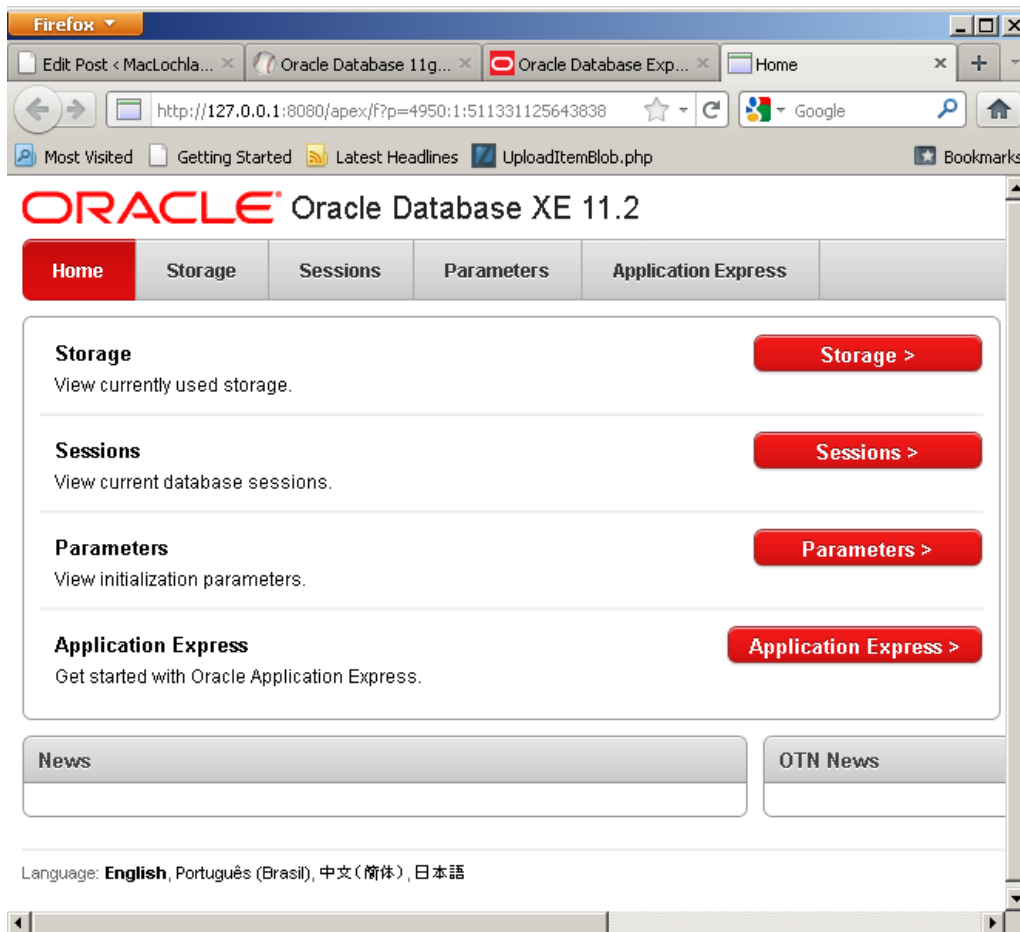 Firefox
Edit Post < MacLochla...
Oracle Database 11g...
Oracle Database Exp...
Home
http://127.0.0.1:8080/apex/f?p=4950:1:511331125643838
Google
Most Visited
Getting Started
Latest Headlines
UploadItemBlob.php
Bookmarks
ORACLE Oracle Database XE 11.2
Home
Storage
Sessions
Parameters
Application Express
Storage
Storage >
View currently used storage.
Sessions
Sessions >
View current database sessions.
Parameters
Parameters >
View initialization parameters.
Application Express
Application Express >
Get started with Oracle Application Express.
News
OTN News
Language: English, Português (Brasil), 中文(简体), 日本語